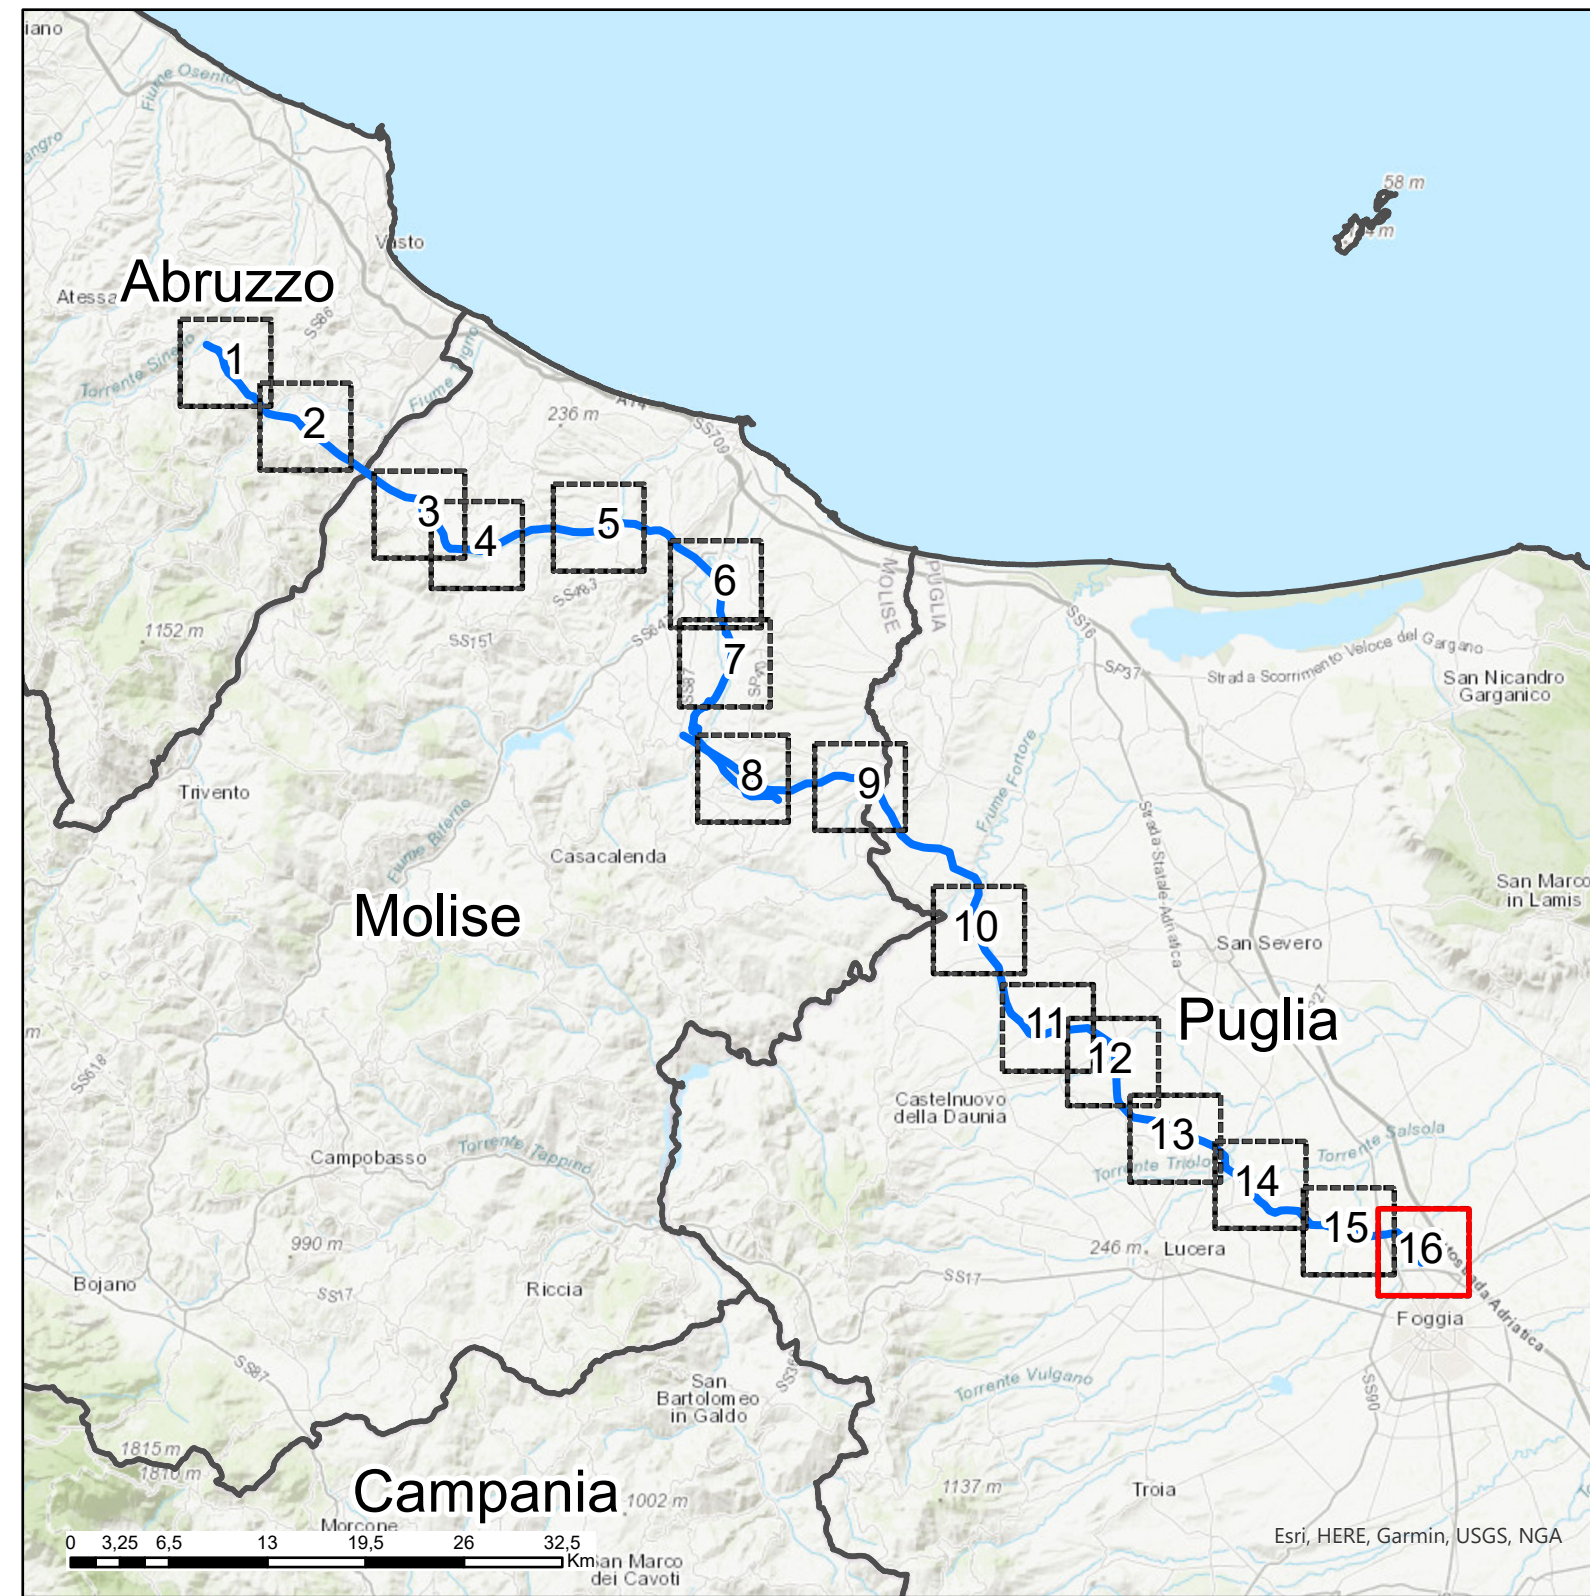 iano
Fiume Osento
angro
58 m
Vasto
Abruzzo
Atessa
SS86
1
Torrente Sinello
Fiume Trigno
2
236 m
A14
SS709
3
4
5
MOLISE
PUGLIA
6
SS483
SS16
1152 m
SS157
SS647
Strada Scorrimento Veloce del Gargano
7
SS87
SP40
SP37
San Nicandro
Garganico
8
9
Trivento
Fiume Fortore
Fiume Biferno
Strada Statale Adriatica
Casacalenda
San Marco
in Lamis
Molise
10
San Severo
11
Puglia
m
12
SS618
Castelnuovo
della Daunia
13
Torrente Salsola
Campobasso
Torrente Tappino
Torrente Triolo
14
15
990 m
246 m
Lucera
16
Bojano
SS17
Riccia
SS17
Foggia
SS87
San
Bartolomeo
in Galdo
Torrente Vulgano
SS90
1815 m
1810 m
1137 m
Troia
Campania
1002 m
Morcone
Esri, HERE, Garmin, USGS, NGA
0 3,25 6,5 13 19,5 26 32,5
Km
San Marco
dei Cavoti